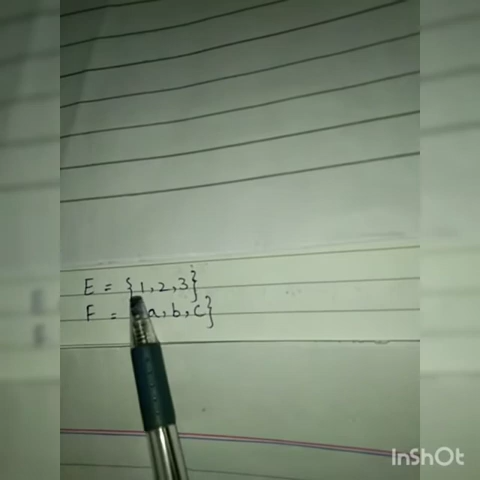 E = {1,2,3}
F = a,b,c}
InShOt